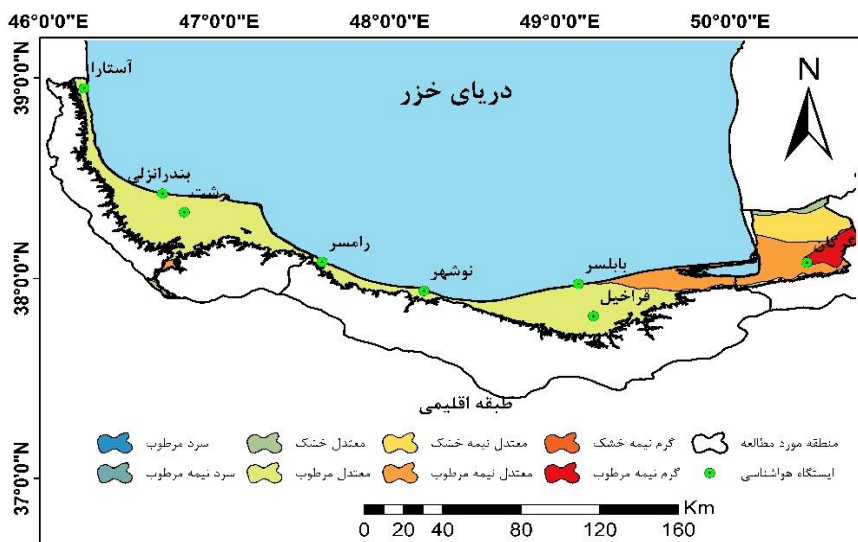 46°0'0"E 47°0'0"E 48°0'0"E 49°0'0"E 50°0'0"E
39°0'0"N
38°0'0"N
37°0'0"N
N
دریای خزر
آستارا
بندرانزلی
رشت
رامسر
نوشهر
بابلسر
قراخیل
طبقه اقلیمی
منطقه مورد مطالعه
گرم نیمه خشک
معتدل نیمه خشک
معتدل خشک
سرد مرطوب
ایستگاه هواشناسی
گرم نیمه مرطوب
معتدل نیمه مرطوب
معتدل مرطوب
سرد نیمه مرطوب
Km
0 20 40 80 120 160